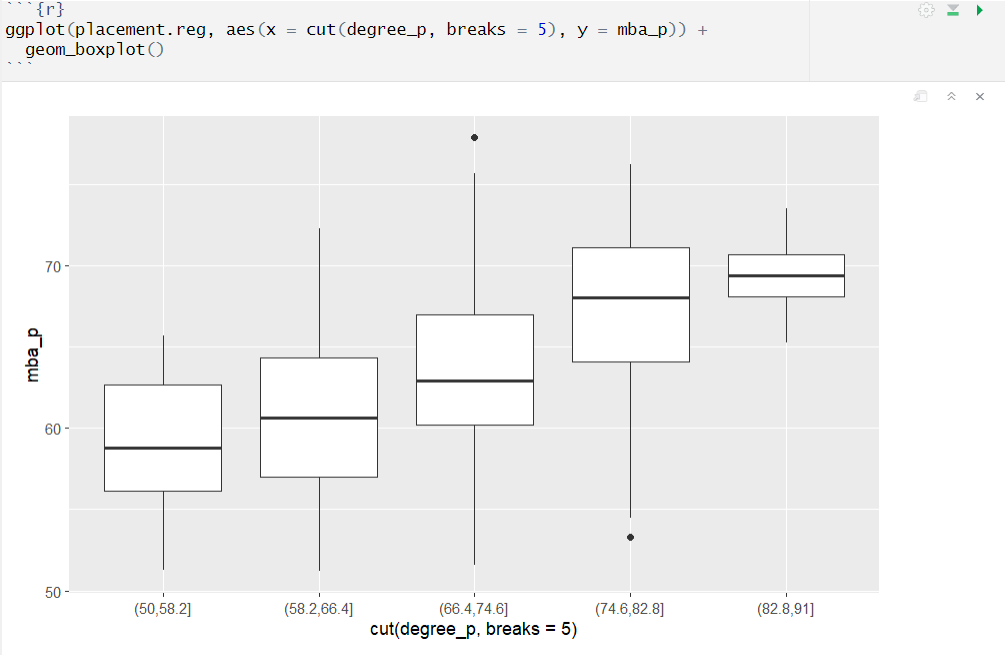 ```{r}
ggplot(placement.reg, aes(x = cut(degree_p, breaks = 5), y = mba_p)) +
  geom_boxplot()
```
70
60
50
mba_p
(50,58.2] (58.2,66.4] (66.4,74.6] (74.6,82.8] (82.8,91]
cut(degree_p, breaks = 5)